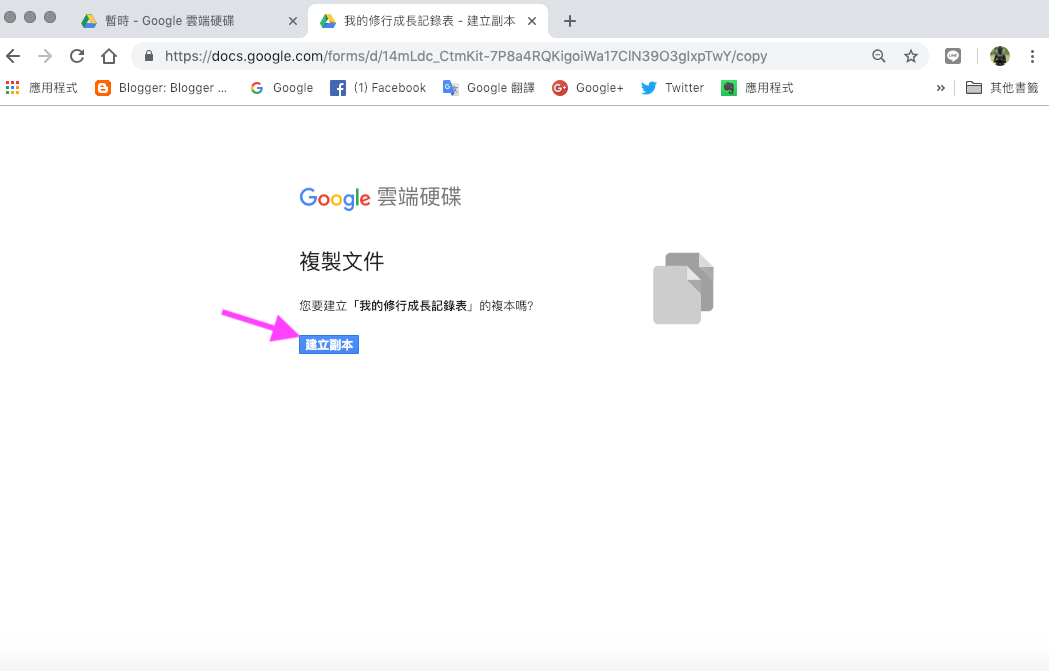 暫時 - Google 雲端硬碟
我的修行成長記錄表 - 建立副本
https://docs.google.com/forms/d/14mLdc_CtmKit-7P8a4RQKigoiWa17ClN39O3gIxpTwY/copy
LINE
應用程式 Blogger: Blogger ... Google (1) Facebook Google 翻譯 Google+ Twitter 應用程式 » 其他書籤
Google 雲端硬碟
複製文件
您要建立「我的修行成長記錄表」的複本嗎?
建立副本